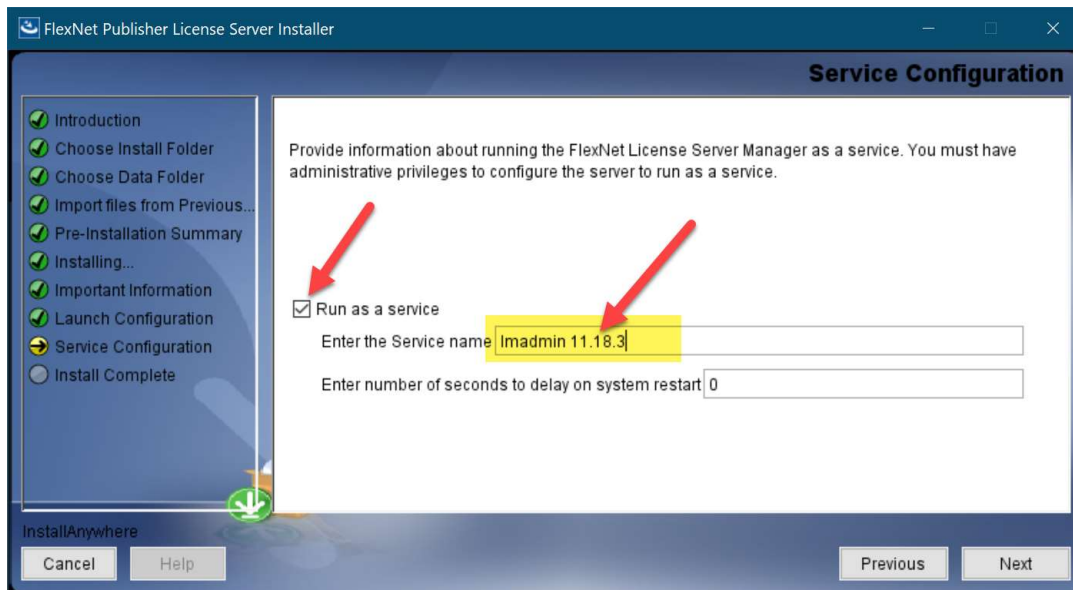 FlexNet Publisher License Server Installer
Service Configuration
Introduction
Choose Install Folder
Choose Data Folder
Import files from Previous...
Pre-Installation Summary
Installing...
Important Information
Launch Configuration
Service Configuration
Install Complete
Provide information about running the FlexNet License Server Manager as a service. You must have
administrative privileges to configure the server to run as a service.
Run as a service
Enter the Service name lmadmin 11.18.3
Enter number of seconds to delay on system restart 0
InstallAnywhere
Cancel
Help
Previous
Next